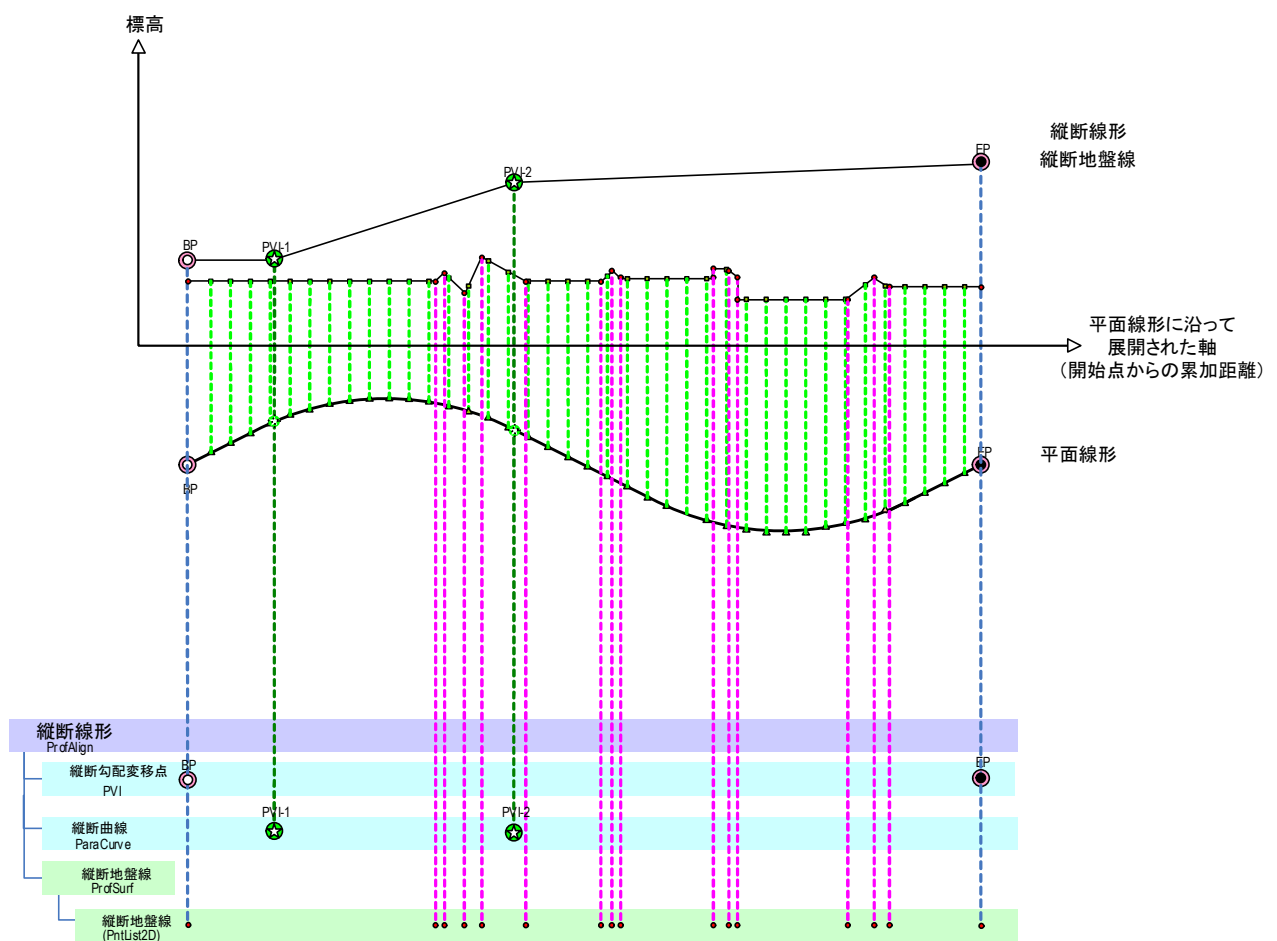 標高
縦断線形
EP
縦断地盤線
PVI-2
BP
PVI-1
平面線形に沿って
展開された軸
（開始点からの累加距離）
EP
平面線形
BP
縦断線形
ProfAlign
BP
EP
縦断勾配変移点
PVI
PVI-1
PVI-2
縦断曲線
ParaCurve
縦断地盤線
ProfSurf
縦断地盤線
(PntList2D)